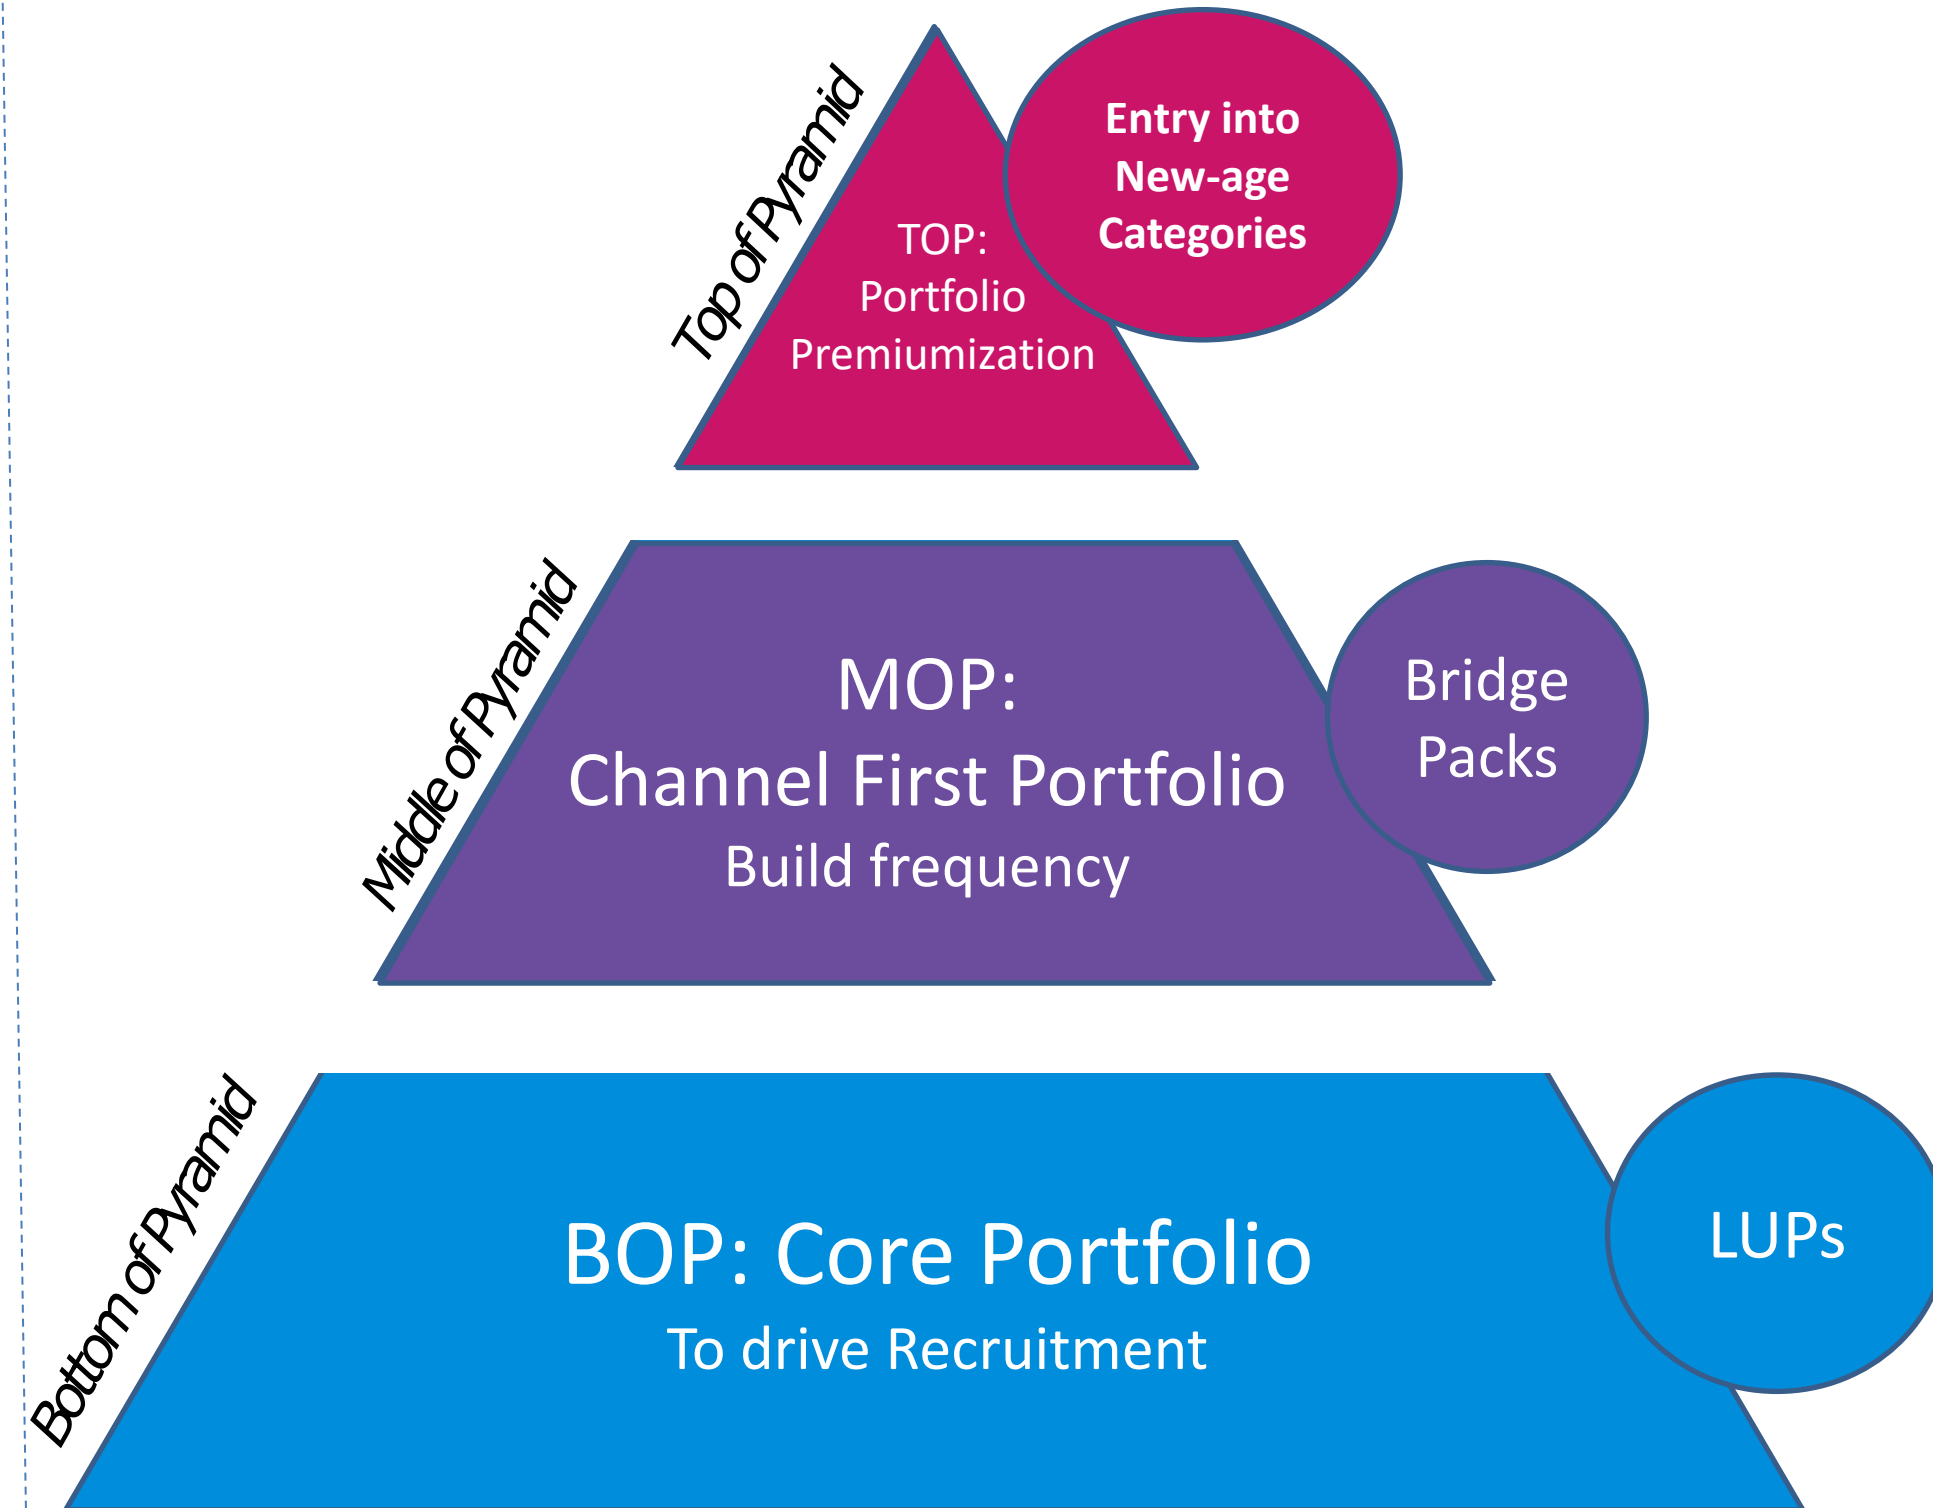 Top of Pyramid
TOP:
Portfolio
Premiumization
Entry into
New-age
Categories
Middle of Pyramid
MOP:
Channel First Portfolio
Build frequency
Bridge
Packs
Bottom of Pyramid
BOP: Core Portfolio
To drive Recruitment
LUPs